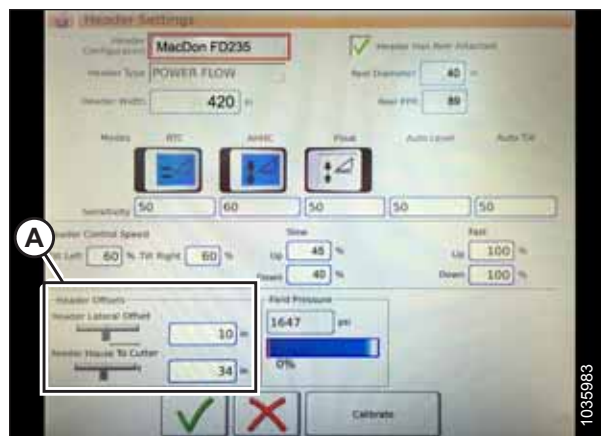 Header Settings
Header Configuration MacDon FD235
Header Has Reel Attached
Header Type POWER FLOW
Reel Diameter 40 in
Header Width 420 in
Reel PPR 89
Modes RTC AHHC Float Auto Level Auto Tilt
Sensitivity 50 60 50 50 50
Header Control Speed Slow Fast
Tilt Left 60 % Tilt Right 60 % Up 45 % Up 100 %
Down 40 % Down 100 %
A
Header Offsets Field Pressure
Header Lateral Offset
10 in 1647 psi
Feeder House To Cutter
34 in 0%
Calibrate
1035983